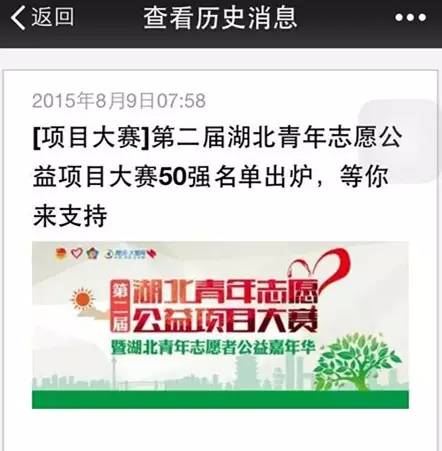 返回
查看历史消息
2015年8月9日07:58
[项目大赛]第二届湖北青年志愿公
益项目大赛50强名单出炉，等你
来支持
第二届
湖北青年志愿
公益项目大赛
暨湖北青年志愿者公益嘉年华